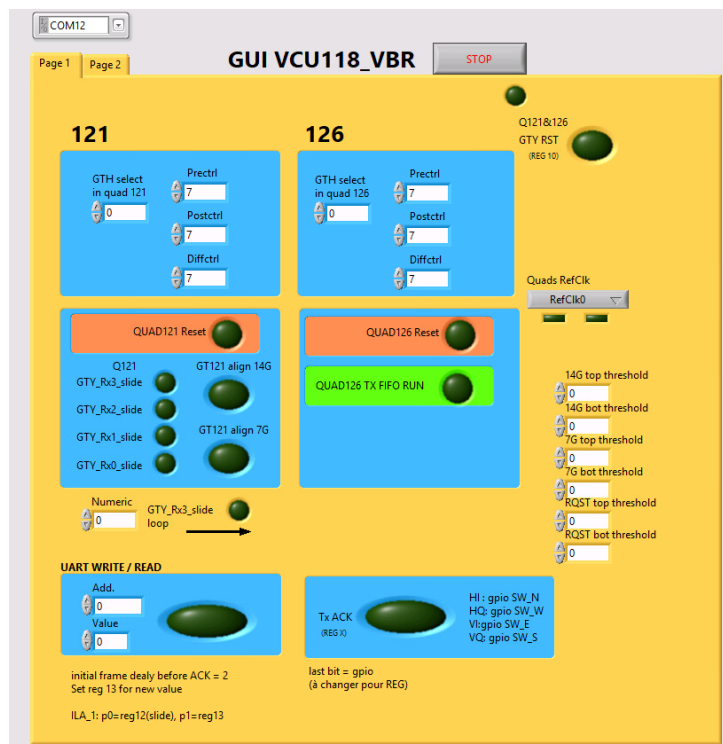 COM12
Page 1
Page 2
GUI VCU118_VBR
STOP
Q121&126
GTY RST
(REG 10)
121
GTH select
in quad 121
0
Prectrl
7
Postctrl
7
Diffctrl
7
126
GTH select
in quad 126
0
Prectrl
7
Postctrl
7
Diffctrl
7
Quads RefClk
RefClk0
QUAD121 Reset
Q121
GTY_Rx3_slide
GTY_Rx2_slide
GTY_Rx1_slide
GTY_Rx0_slide
GT121 align 14G
GT121 align 7G
QUAD126 Reset
QUAD126 TX FIFO RUN
14G top threshold
0
14G bot threshold
0
7G top threshold
0
7G bot threshold
0
RQST top threshold
0
RQST bot threshold
0
Numeric
0
GTY_Rx3_slide
loop
UART WRITE / READ
Add.
0
Value
0
Tx ACK
(REG X)
HI : gpio SW_N
HQ: gpio SW_W
VI:gpio SW_E
VQ: gpio SW_S
initial frame dealy before ACK = 2
Set reg 13 for new value
ILA_1: p0=reg12(slide), p1=reg13
last bit = gpio
(à changer pour REG)